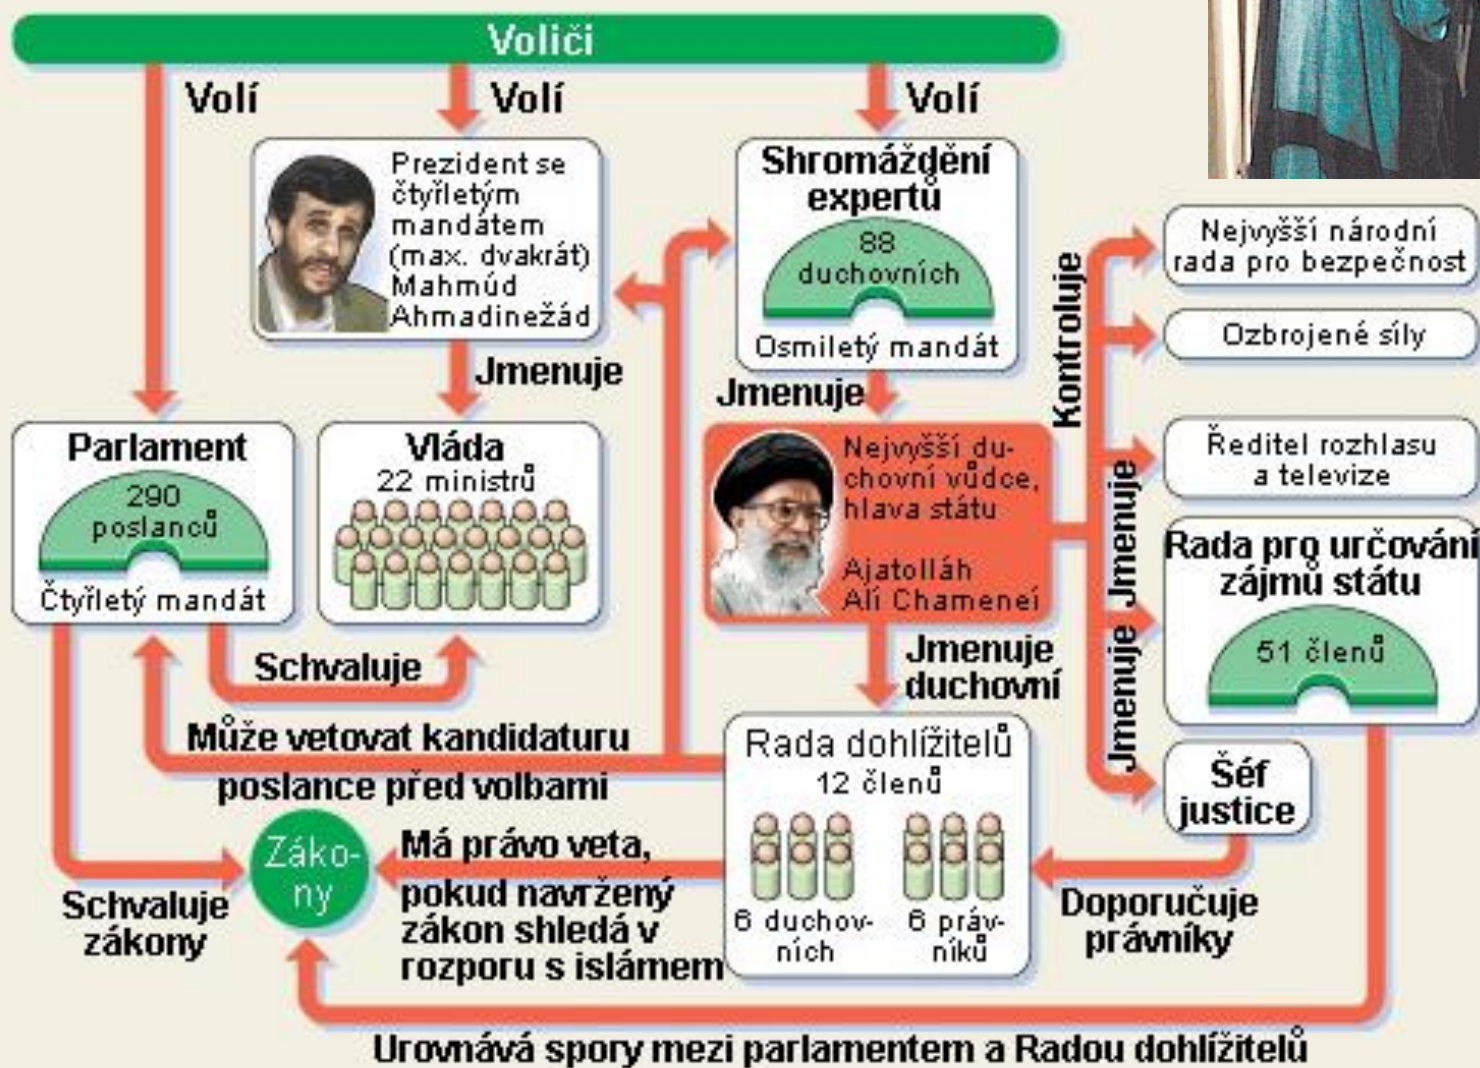 Voliči
Volí
Volí
Volí
Prezident se
čtyřletým
mandátem
(max. dvakrát)
Mahmúd
Ahmadinežád
Shromáždění
expertů
88
duchovních
Osmiletý mandát
Nejvyšší národní
rada pro bezpečnost
Kontroluje
Ozbrojené síly
Jmenuje
Jmenuje
Parlament
290
poslanců
Čtyřletý mandát
Vláda
22 ministrů
Nejvyšší du-
chovní vůdce,
hlava státu
Ajatolláh
Alí Chameneí
Jmenuje
Ředitel rozhlasu
a televize
Rada pro určování
zájmů státu
51 členů
Schvaluje
Jmenuje
duchovní
Jmenuje
Může vetovat kandidaturu
poslance před volbami
Rada dohlížitelů
12 členů
6 duchov-
ních
6 práv-
níků
Šéf
justice
Záko-
ny
Má právo veta,
pokud navržený
zákon shledá v
rozporu s islámem
Schvaluje
zákony
Doporučuje
právníky
Urovnává spory mezi parlamentem a Radou dohlížitelů